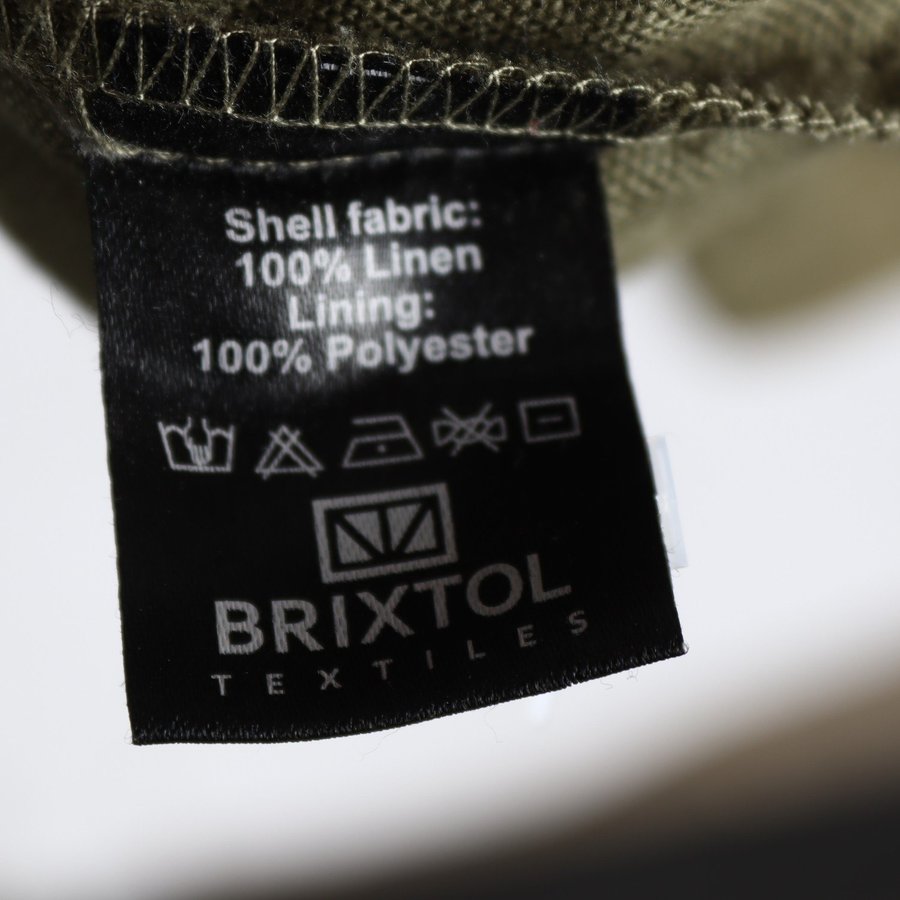 Shell fabric:
100% Linen
Lining:
100% Polyester
BRIXTOL
TEXTILES